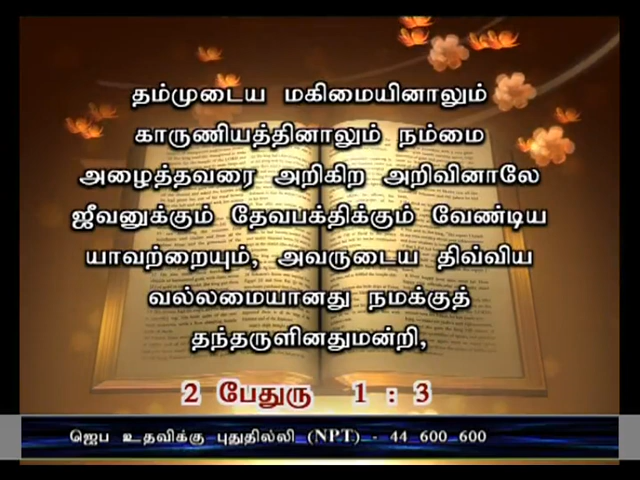 தம்முடைய மகிமையினாலும்
காருணியத்தினாலும் நம்மை
அழைத்தவரை அறிகிற அறிவினாலே
ஜீவனுக்கும் தேவபக்திக்கும் வேண்டிய
யாவற்றையும், அவருடைய திவ்விய
வல்லமையானது நமக்குத்
தந்தருளினதுமன்றி,
2 பேதுரு 1 : 3
ஜெப உதவிக்கு புதுதில்லி (NPT) - 44 600 600